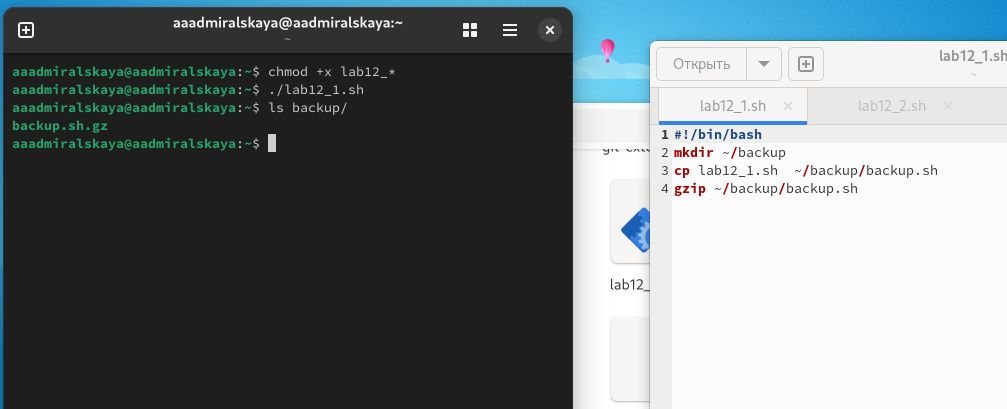 aaadmiralskaya@aadmiralskaya:~
~
aaadmiralskaya@aadmiralskaya:~$ chmod +x lab12_*
aaadmiralskaya@aadmiralskaya:~$ ./lab12_1.sh
aaadmiralskaya@aadmiralskaya:~$ ls backup/
backup.sh.gz
aaadmiralskaya@aadmiralskaya:~$
lab12_
Открыть
lab12_1.sh
~
lab12_1.sh
lab12_2.sh
1 #!/bin/bash
2 mkdir ~/backup
3 cp lab12_1.sh  ~/backup/backup.sh
4 gzip ~/backup/backup.sh